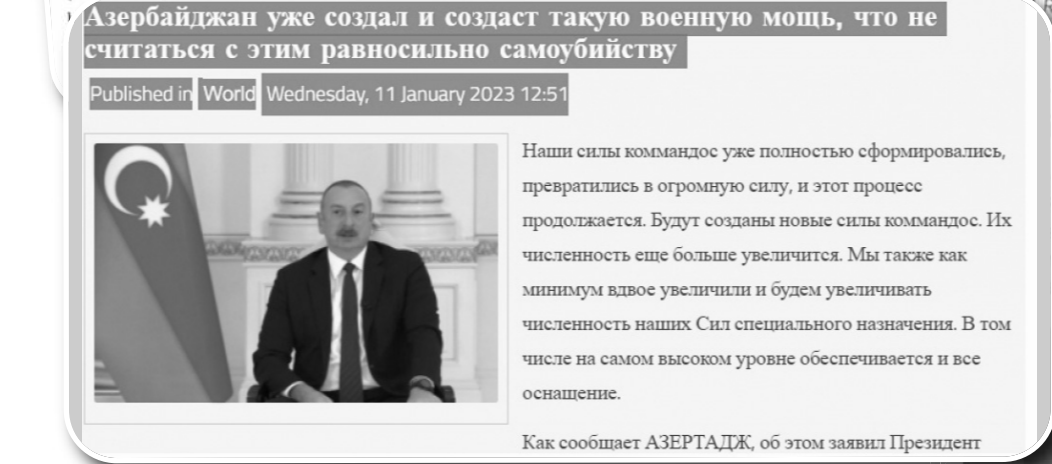 Азербайджан уже создал и создаст такую военную мощь, что не
считаться с этим равносильно самоубийству
Published in World Wednesday, 11 January 2023 12:51
Наши силы коммандос уже полностью сформировались,
превратились в огромную силу, и этот процесс
продолжается. Будут созданы новые силы коммандос. Их
численность еще больше увеличится. Мы также как
минимум вдвое увеличили и будем увеличивать
численность наших Сил специального назначения. В том
числе на самом высоком уровне обеспечивается и все
оснащение.
Как сообщает АЗЕРТАДЖ, об этом заявил Президент